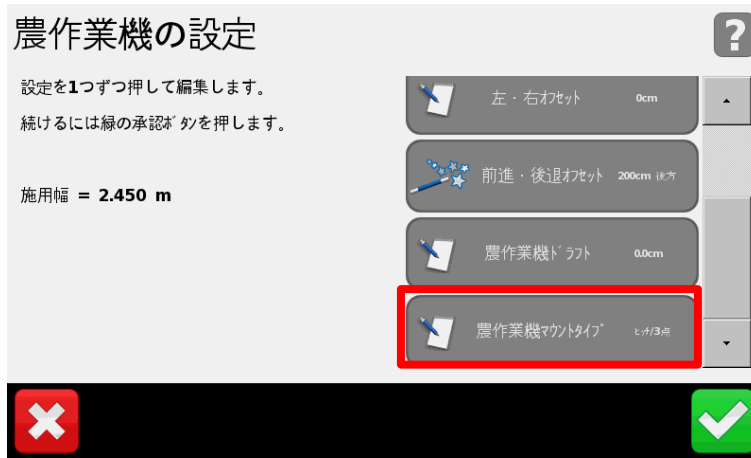 農作業機の設定
?
設定を1つずつ押して編集します。
続けるには緑の承認ﾎﾞﾀﾝを押します。
施用幅 = 2.450 m
左・右ｵﾌｾｯﾄ 0cm
前進・後退ｵﾌｾｯﾄ 200cm 後方
農作業機ﾄﾞﾗﾌﾄ 0.0cm
農作業機ﾏｳﾝﾄﾀｲﾌﾟ ﾋｯﾁ/3点